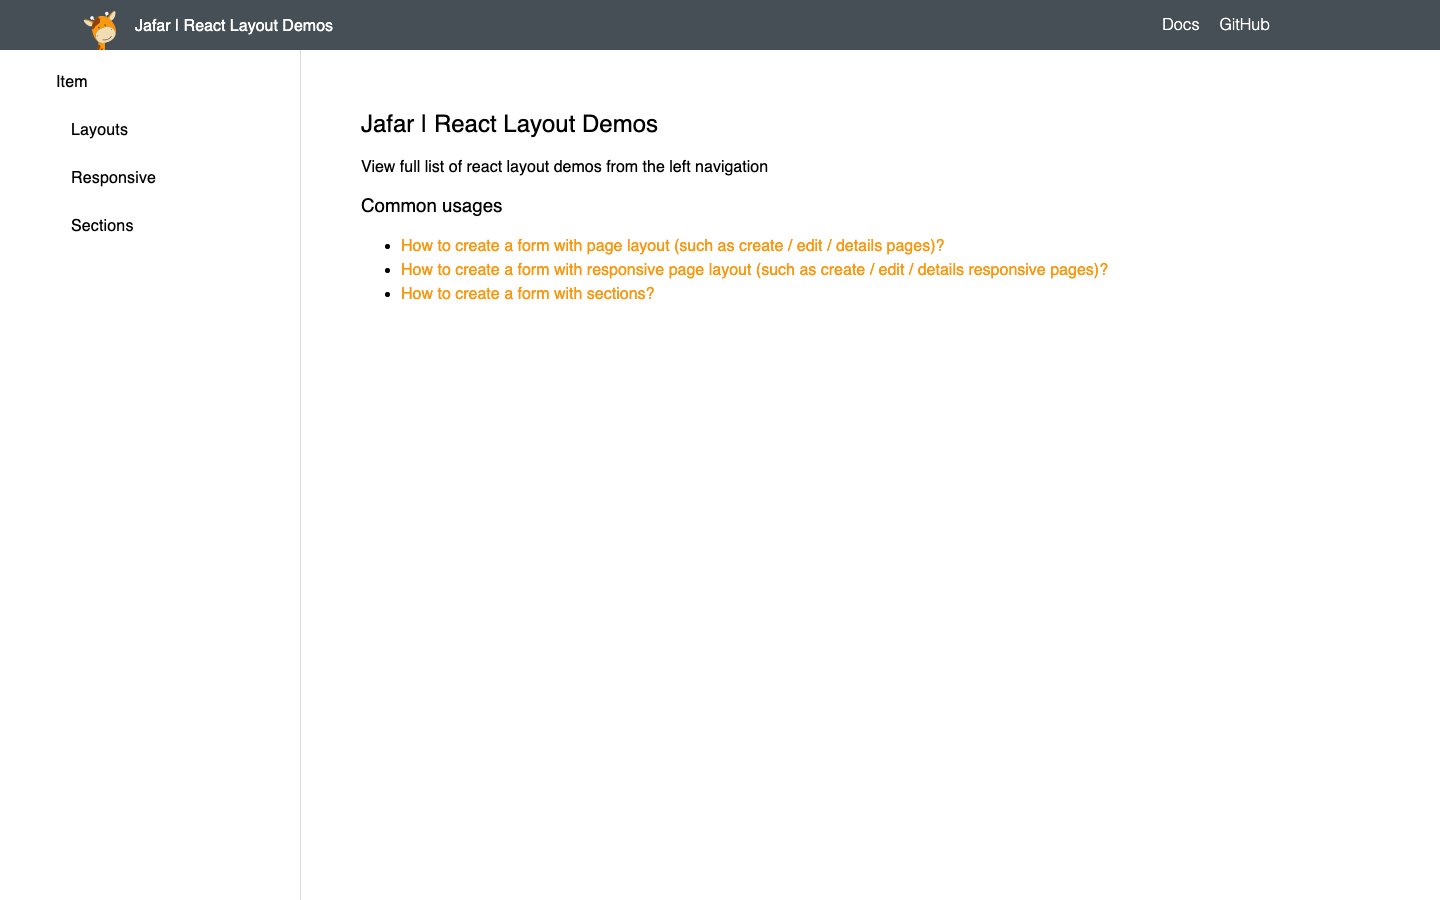 Jafar | React Layout Demos
Docs
GitHub
Item
Layouts
Responsive
Sections
Jafar | React Layout Demos
View full list of react layout demos from the left navigation
Common usages
How to create a form with page layout (such as create / edit / details pages)?
How to create a form with responsive page layout (such as create / edit / details responsive pages)?
How to create a form with sections?